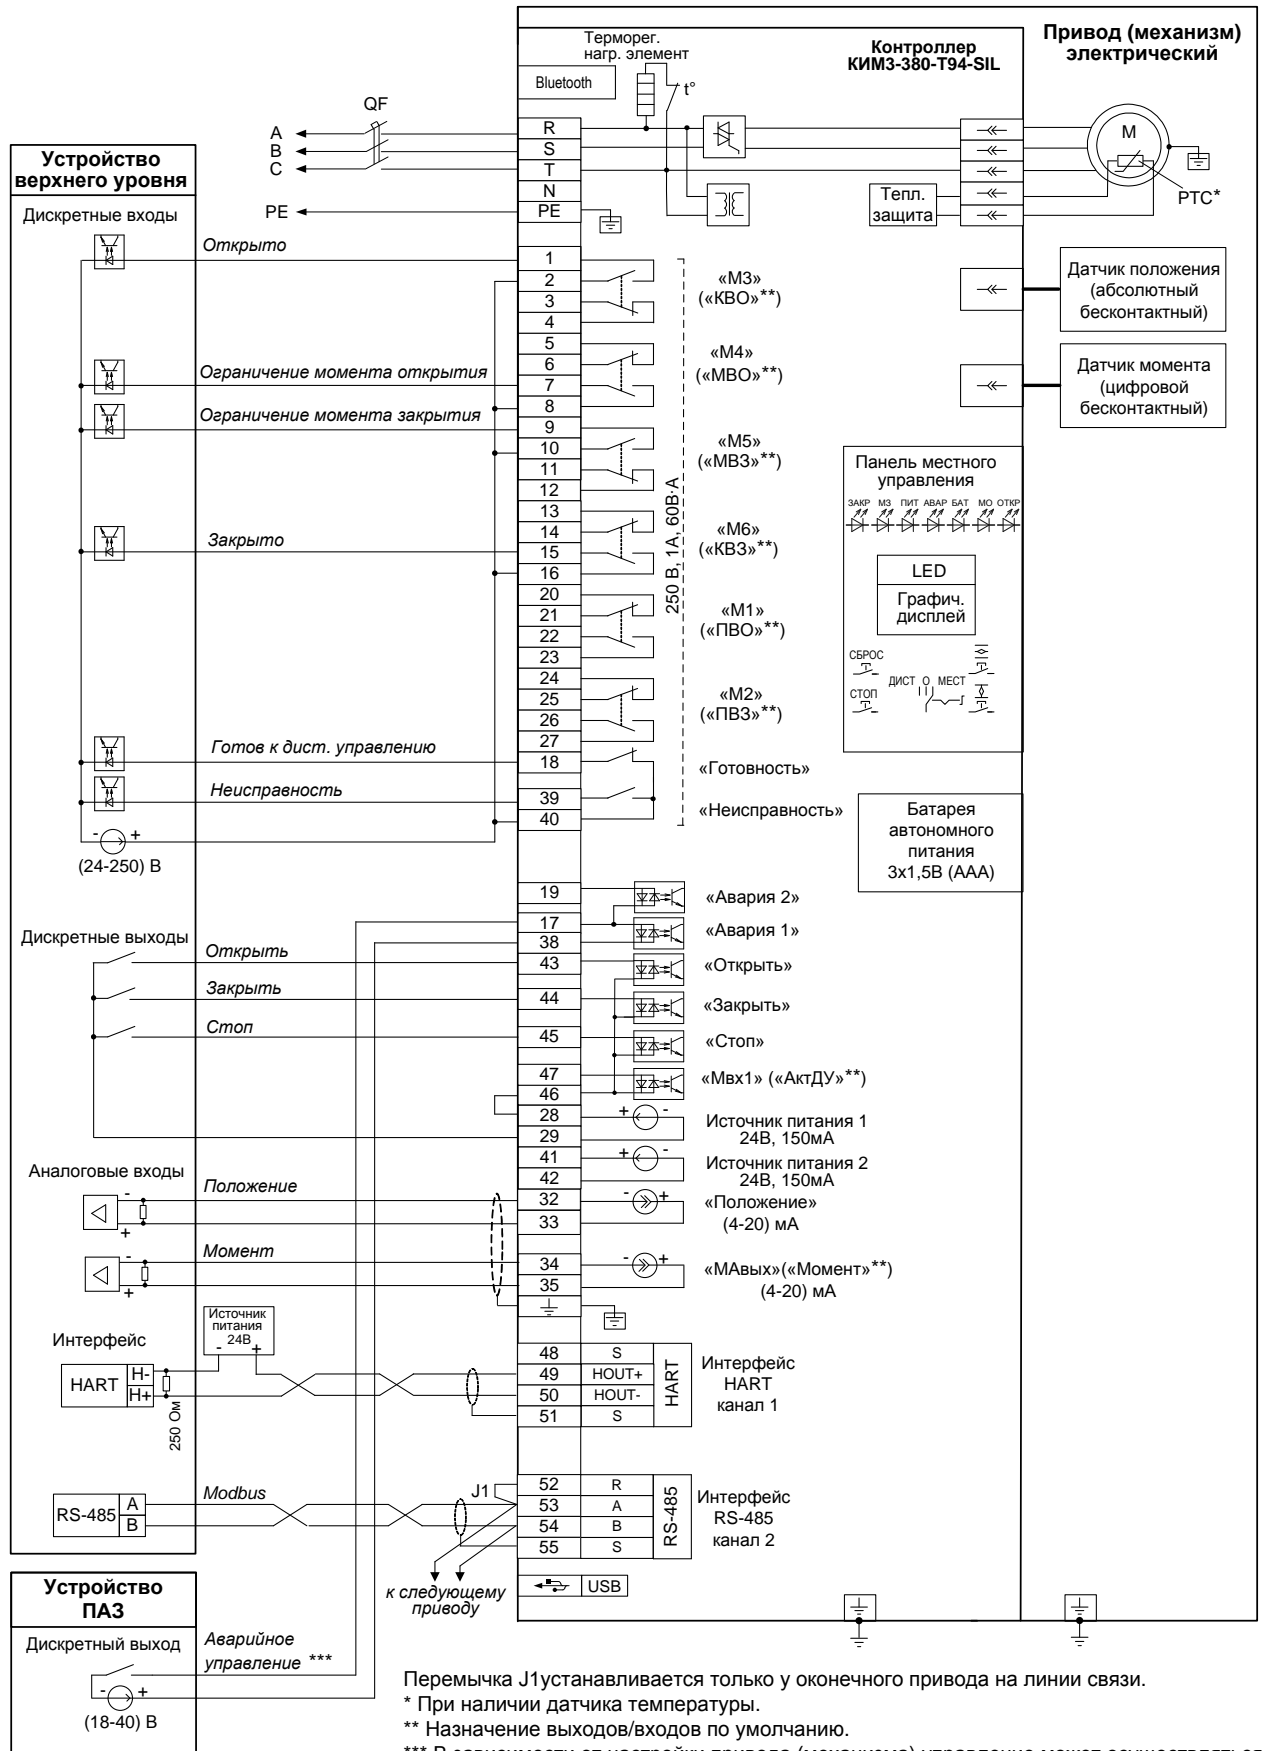 Привод (механизм)
электрический
Контроллер
КИМ3-380-Т94-SIL
Терморег.
нагр. элемент
Bluetooth
t°
QF
A
B
C
PE
R
S
T
N
PE
Тепл.
защита
M
PTC*
Устройство
верхнего уровня
Дискретные входы
Открыто
Ограничение момента открытия
Ограничение момента закрытия
Закрыто
Готов к дист. управлению
Неисправность
- +
(24-250) В
1
2
3
4
5
6
7
8
9
10
11
12
13
14
15
16
20
21
22
23
24
25
26
27
18
39
40
«М3»
(«КВО»**)
«М4»
(«МВО»**)
«М5»
(«МВЗ»**)
«М6»
(«КВЗ»**)
«М1»
(«ПВО»**)
«М2»
(«ПВЗ»**)
«Готовность»
«Неисправность»
250 В, 1А, 60В·А
Датчик положения
(абсолютный
бесконтактный)
Датчик момента
(цифровой
бесконтактный)
Панель местного
управления
ЗАКР МЗ ПИТ АВАР БАТ МО ОТКР
LED
Графич.
дисплей
СБРОС
СТОП
ДИСТ О МЕСТ
Батарея
автономного
питания
3х1,5В (ААА)
Дискретные выходы
Открыть
Закрыть
Стоп
19
17
38
43
44
45
47
46
28
29
41
42
32
33
34
35
«Авария 2»
«Авария 1»
«Открыть»
«Закрыть»
«Стоп»
«Мвх1» («АктДУ»**)
+ -
Источник питания 1
24В, 150мА
+ -
Источник питания 2
24В, 150мА
- +
«Положение»
(4-20) мА
- +
«МАвых»(«Момент»**)
(4-20) мА
Аналоговые входы
Положение
-
+
Момент
-
+
Интерфейс
Источник
питания
24В
- +
HART
H-
H+
250 Ом
48 S
49 HOUT+
50 HOUT-
51 S
HART
Интерфейс
HART
канал 1
RS-485
A
B
Modbus
J1
52 R
53 A
54 B
55 S
RS-485
Интерфейс
RS-485
канал 2
USB
к следующему
приводу
Устройство
ПАЗ
Дискретный выход
Аварийное
управление ***
- +
(18-40) В
Перемычка J1устанавливается только у оконечного привода на линии связи.
* При наличии датчика температуры.
** Назначение выходов/входов по умолчанию.
*** В зависимости от настройки привода (механизма) управление может осуществляться